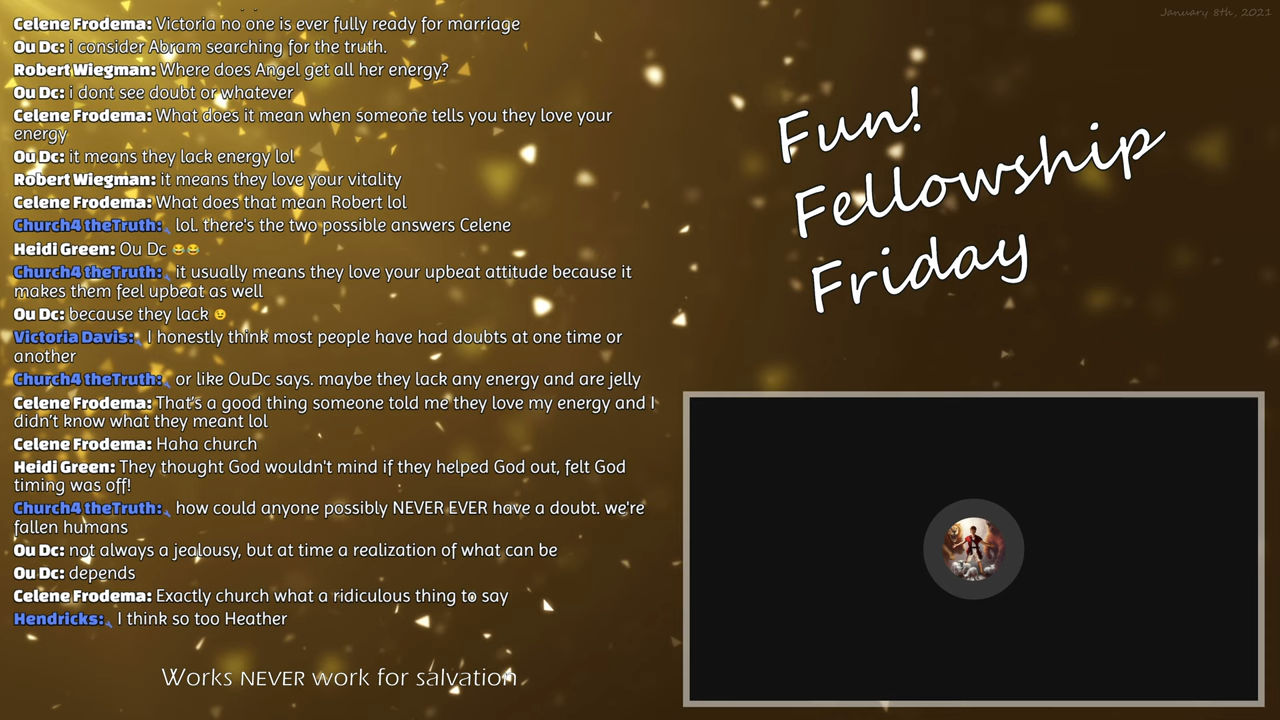 Celene Frodema: Victoria no one is ever fully ready for marriage
Ou Dc: i consider Abram searching for the truth.
Robert Wiegman: Where does Angel get all her energy?
Ou Dc: i dont see doubt or whatever
Celene Frodema: What does it mean when someone tells you they love your
energy
Ou Dc: it means they lack energy lol
Robert Wiegman: it means they love your vitality
Celene Frodema: What does that mean Robert lol
Church4 theTruth: lol. there's the two possible answers Celene
Heidi Green: Ou Dc 😂😂
Church4 theTruth: it usually means they love your upbeat attitude because it
makes them feel upbeat as well
Ou Dc: because they lack 😉
Victoria Davis: I honestly think most people have had doubts at one time or
another
Church4 theTruth: or like OuDc says. maybe they lack any energy and are jelly
Celene Frodema: That's a good thing someone told me they love my energy and I
didn't know what they meant lol
Celene Frodema: Haha church
Heidi Green: They thought God wouldn't mind if they helped God out, felt God
timing was off!
Church4 theTruth: how could anyone possibly NEVER EVER have a doubt. we're
fallen humans
Ou Dc: not always a jealousy, but at time a realization of what can be
Ou Dc: depends
Celene Frodema: Exactly church what a ridiculous thing to say
Hendricks: I think so too Heather
Works NEVER work for salvation
January 8th, 2021
Fun!
Fellowship
Friday